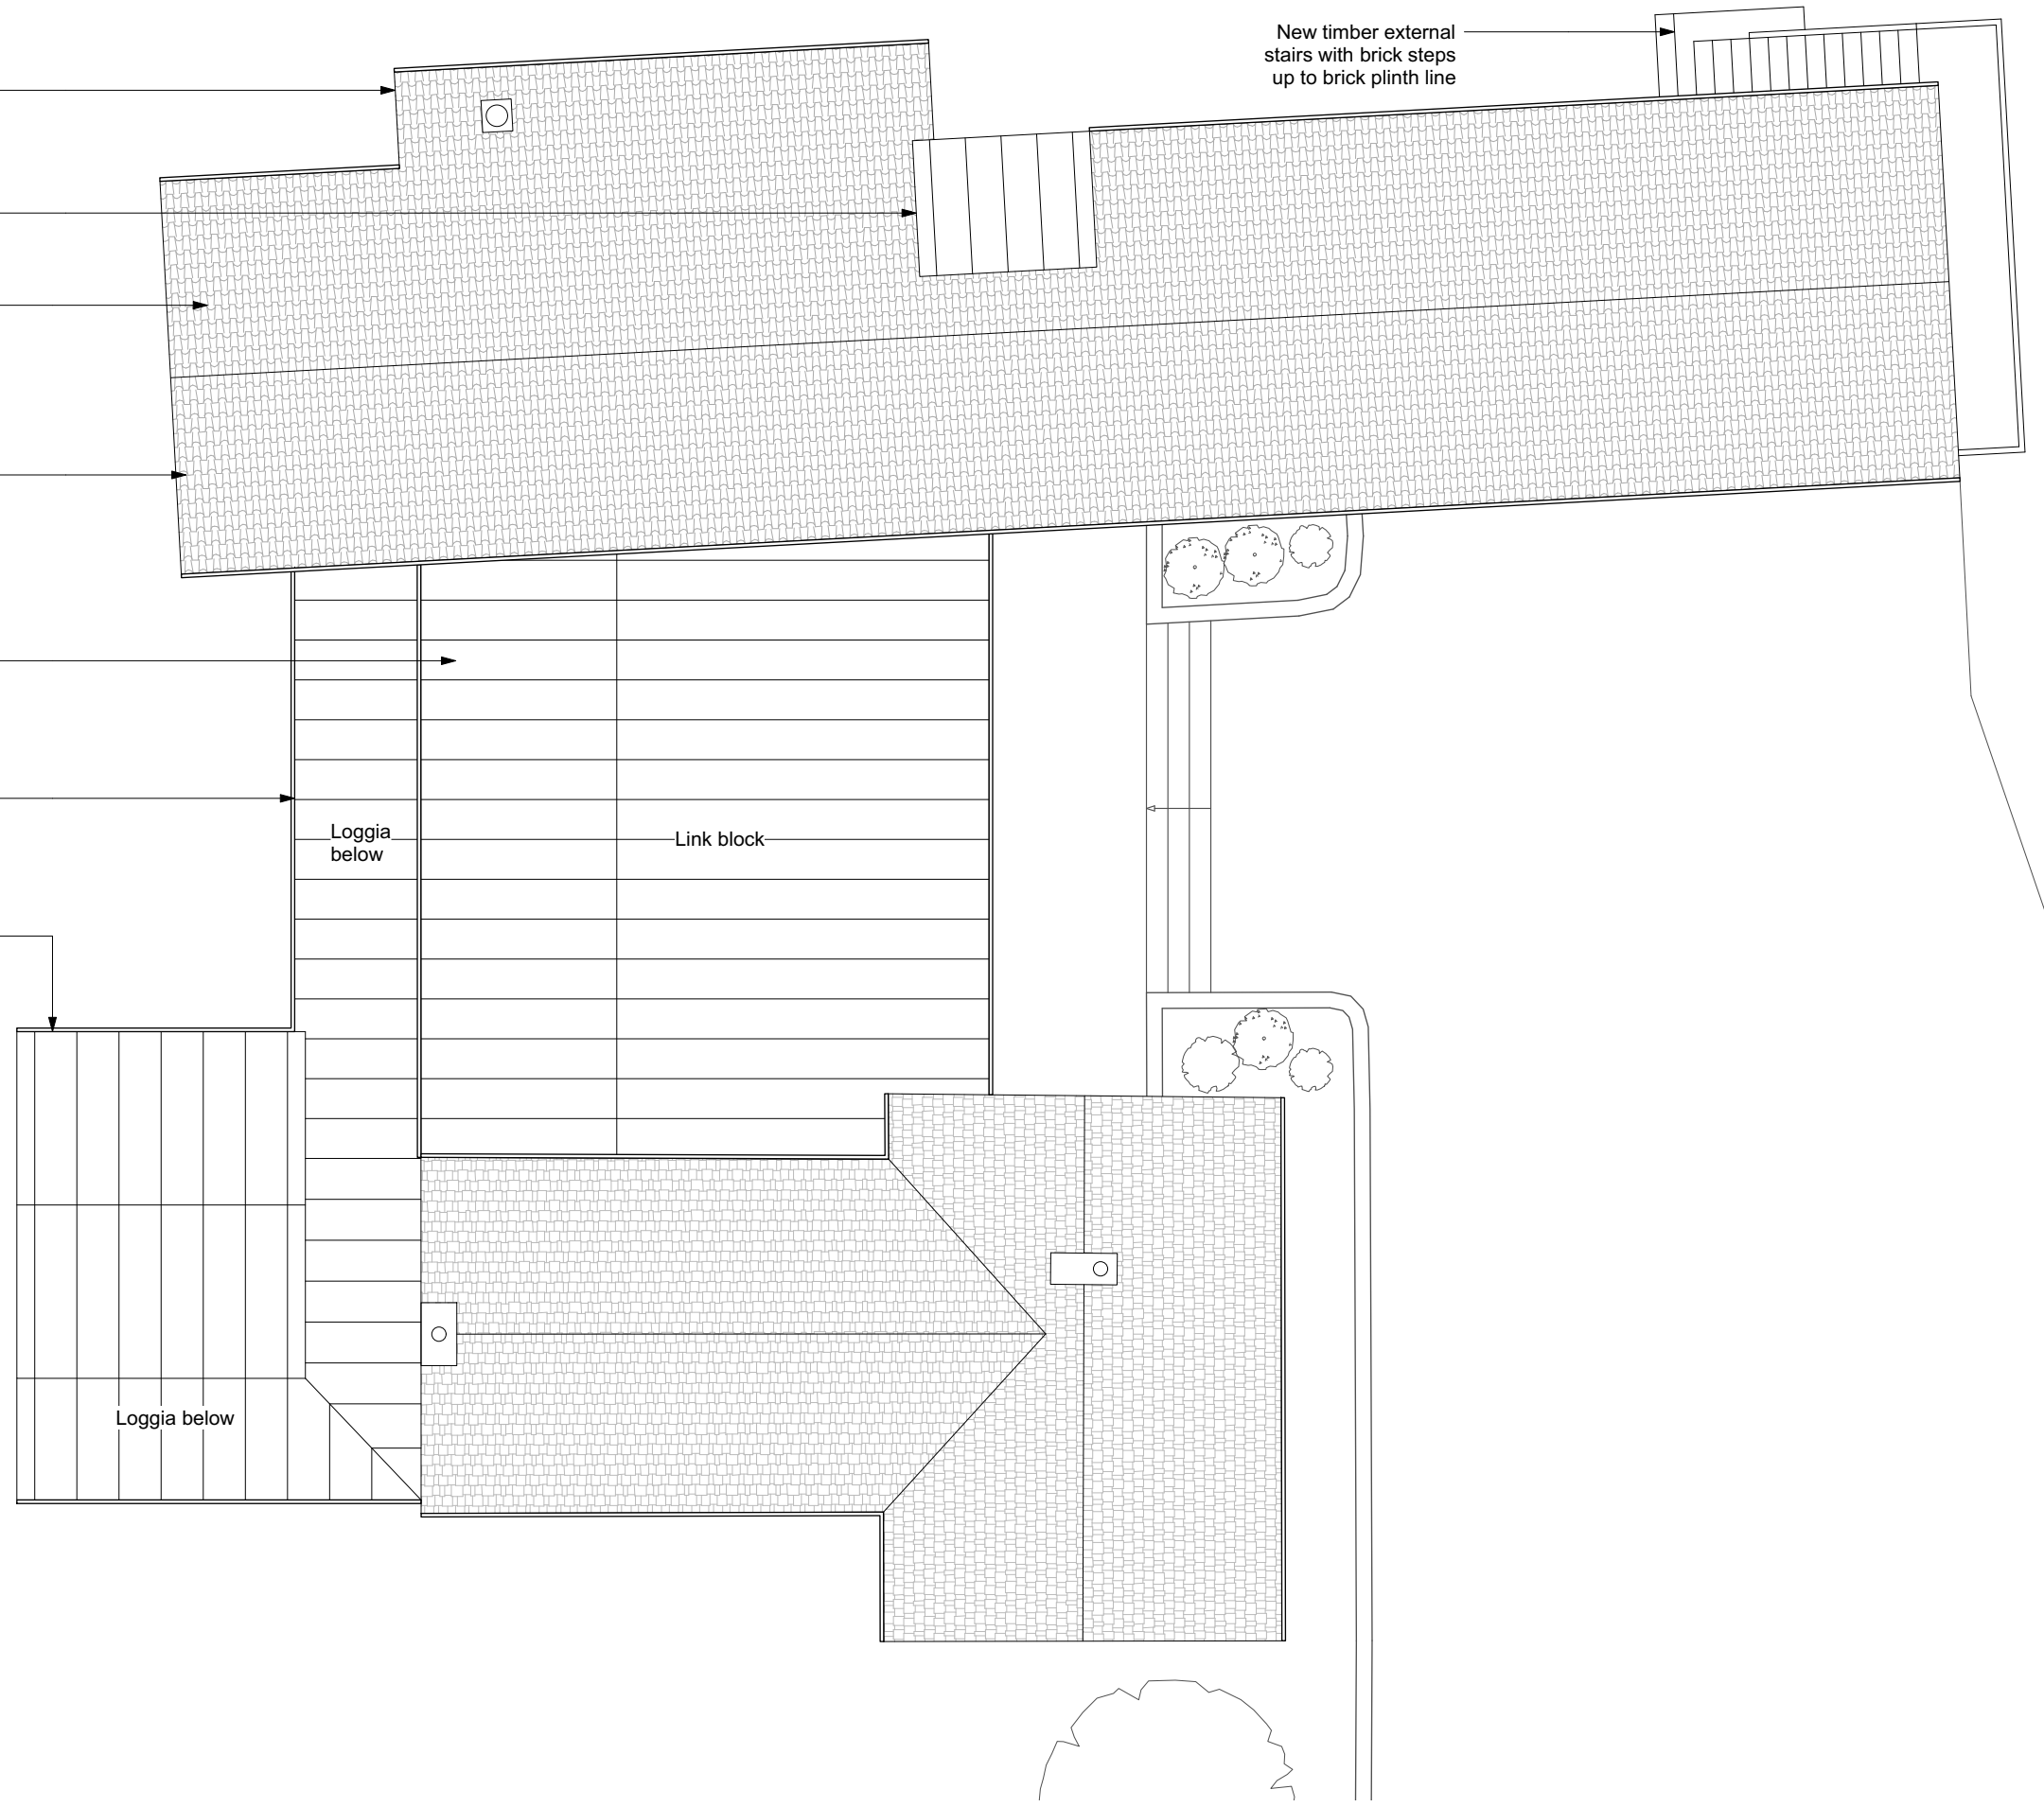 New timber external
stairs with brick steps
up to brick plinth line
Loggia
below
Link block
Loggia below